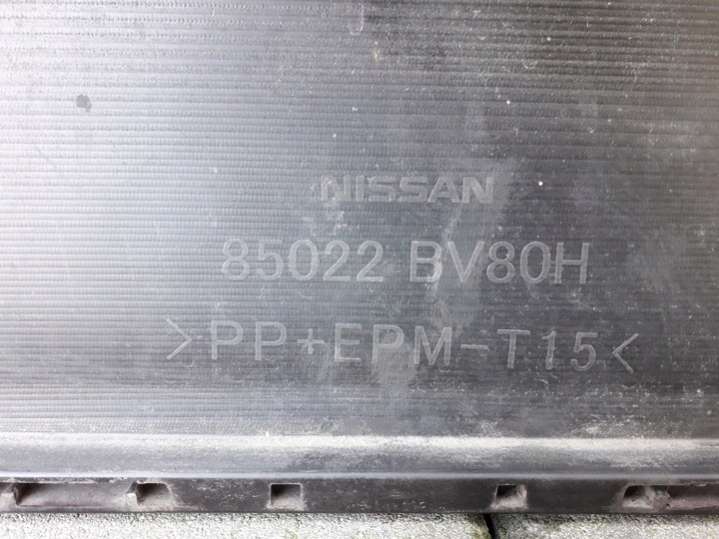 NISSAN
85022 BV80H
>PP+EPM-T15<